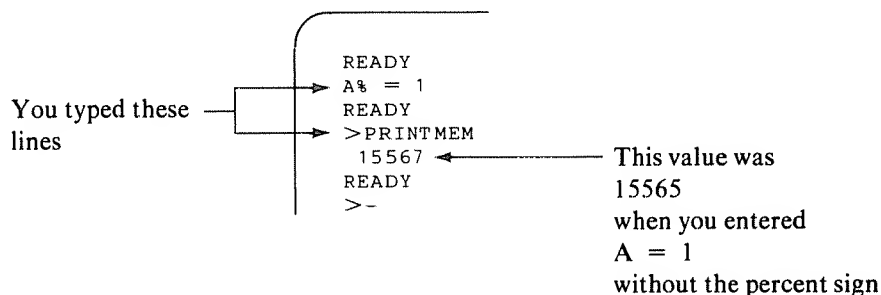 READY
A% = 1
READY
>PRINTMEM
15567
READY
>-
You typed these
lines
This value was
15565
when you entered
A = 1
without the percent sign